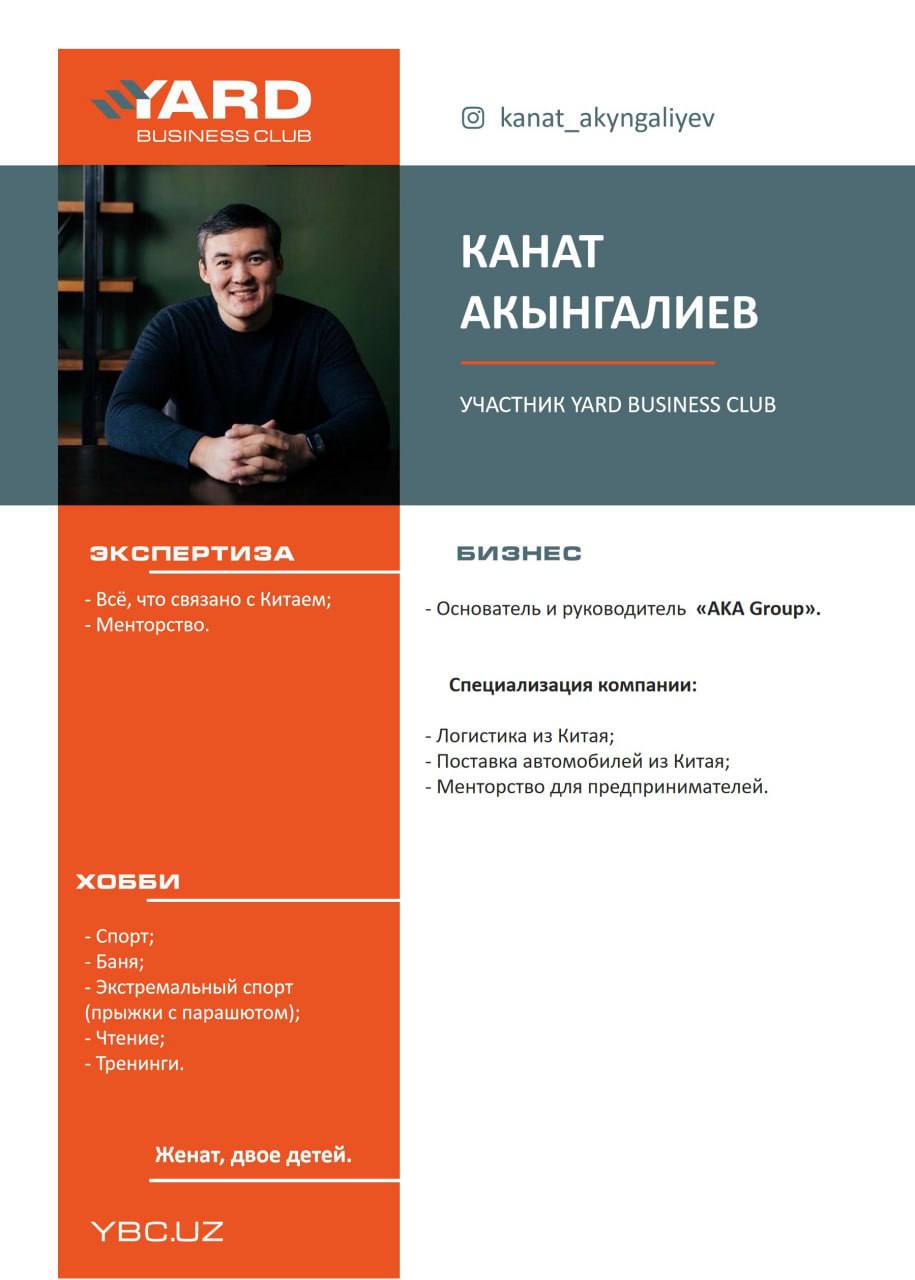 YARD
BUSINESS CLUB
kanat_akyngaliyev
КАНАТ
АКЫНГАЛИЕВ
УЧАСТНИК YARD BUSINESS CLUB
ЭКСПЕРТИЗА
- Всё, что связано с Китаем;
- Менторство.
БИЗНЕС
- Основатель и руководитель «AKA Group».
Специализация компании:
- Логистика из Китая;
- Поставка автомобилей из Китая;
- Менторство для предпринимателей.
ХОББИ
- Спорт;
- Баня;
- Экстремальный спорт
(прыжки с парашютом);
- Чтение;
- Тренинги.
Женат, двое детей.
YBC.UZ